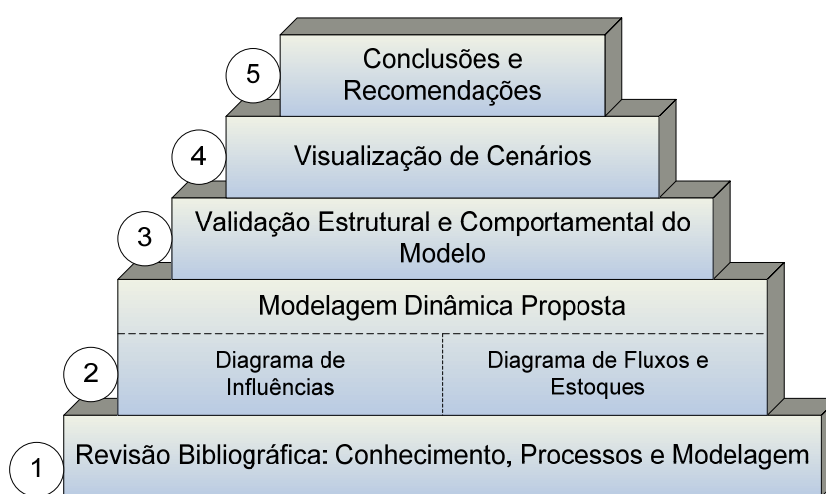 5
Conclusões e
Recomendações
4
Visualização de Cenários
3
Validação Estrutural e Comportamental do
Modelo
Modelagem Dinâmica Proposta
2
Diagrama de
Influências
Diagrama de Fluxos e
Estoques
1
Revisão Bibliográfica: Conhecimento, Processos e Modelagem